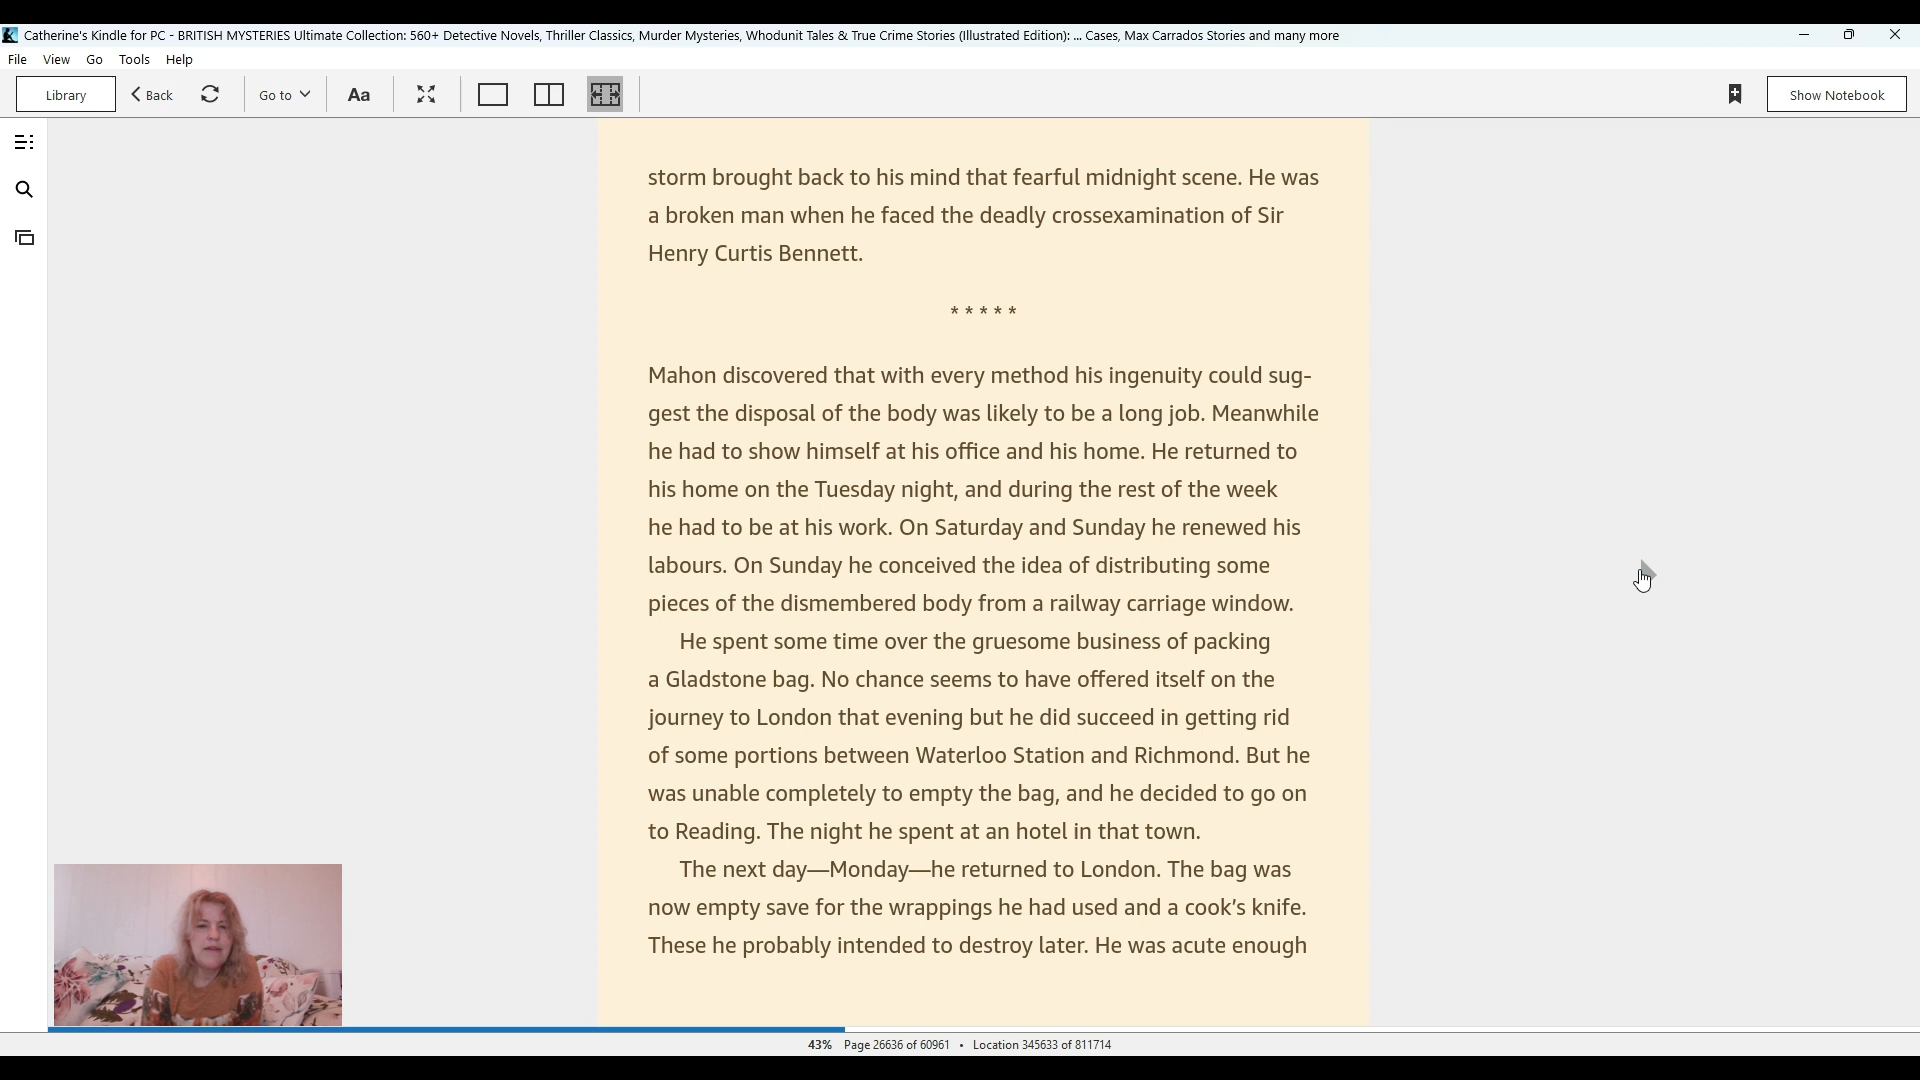 Catherine's Kindle for PC - BRITISH MYSTERIES Ultimate Collection: 560+ Detective Novels, Thriller Classics, Murder Mysteries, Whodunit Tales & True Crime Stories (Illustrated Edition): ... Cases, Max Carrados Stories and many more
File View Go Tools Help
Library Back Go to Aa Show Notebook
storm brought back to his mind that fearful midnight scene. He was
a broken man when he faced the deadly crossexamination of Sir
Henry Curtis Bennett.
* * * * *
Mahon discovered that with every method his ingenuity could sug-
gest the disposal of the body was likely to be a long job. Meanwhile
he had to show himself at his office and his home. He returned to
his home on the Tuesday night, and during the rest of the week
he had to be at his work. On Saturday and Sunday he renewed his
labours. On Sunday he conceived the idea of distributing some
pieces of the dismembered body from a railway carriage window.
He spent some time over the gruesome business of packing
a Gladstone bag. No chance seems to have offered itself on the
journey to London that evening but he did succeed in getting rid
of some portions between Waterloo Station and Richmond. But he
was unable completely to empty the bag, and he decided to go on
to Reading. The night he spent at an hotel in that town.
The next day—Monday—he returned to London. The bag was
now empty save for the wrappings he had used and a cook’s knife.
These he probably intended to destroy later. He was acute enough
43% Page 26636 of 60961 • Location 345633 of 811714